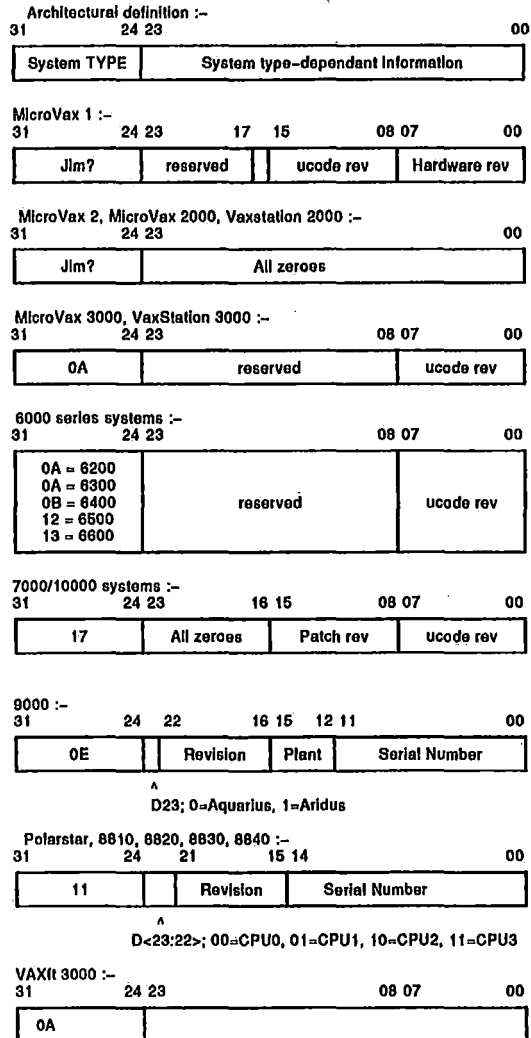 Architectural definition :–
31 24 23 00
System TYPE System type–dependant Information
MicroVax 1 :–
31 24 23 17 15 08 07 00
Jim? reserved ucode rev Hardware rev
MicroVax 2, MicroVax 2000, Vaxstation 2000 :–
31 24 23 00
Jim? All zeroes
MicroVax 3000, VaxStation 3000 :–
31 24 23 08 07 00
0A reserved ucode rev
6000 series systems :–
31 24 23 08 07 00
0A = 6200
0A = 6300
0B = 6400
12 = 6500
13 = 6600
reserved ucode rev
7000/10000 systems :–
31 24 23 16 15 08 07 00
17 All zeroes Patch rev ucode rev
9000 :–
31 24 22 16 15 12 11 00
0E Revision Plant Serial Number
^
D23; 0=Aquarius, 1=Aridus
Polarstar, 8810, 8820, 8830, 8840 :–
31 24 21 15 14 00
11 Revision Serial Number
^
D<23:22>; 00=CPU0, 01=CPU1, 10=CPU2, 11=CPU3
VAXft 3000 :–
31 24 23 08 07 00
0A